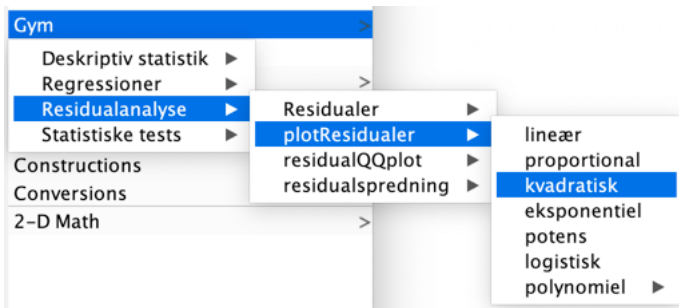 Gym >
Deskriptiv statistik ▶
Regressioner ▶ >
Residualanalyse ▶
Statistiske tests ▶
Constructions
Conversions
2-D Math >
Residualer ▶
plotResidualer ▶
residualQQplot ▶
residualspredning ▶
lineær
proportional
kvadratisk
eksponentiel
potens
logistisk
polynomiel ▶